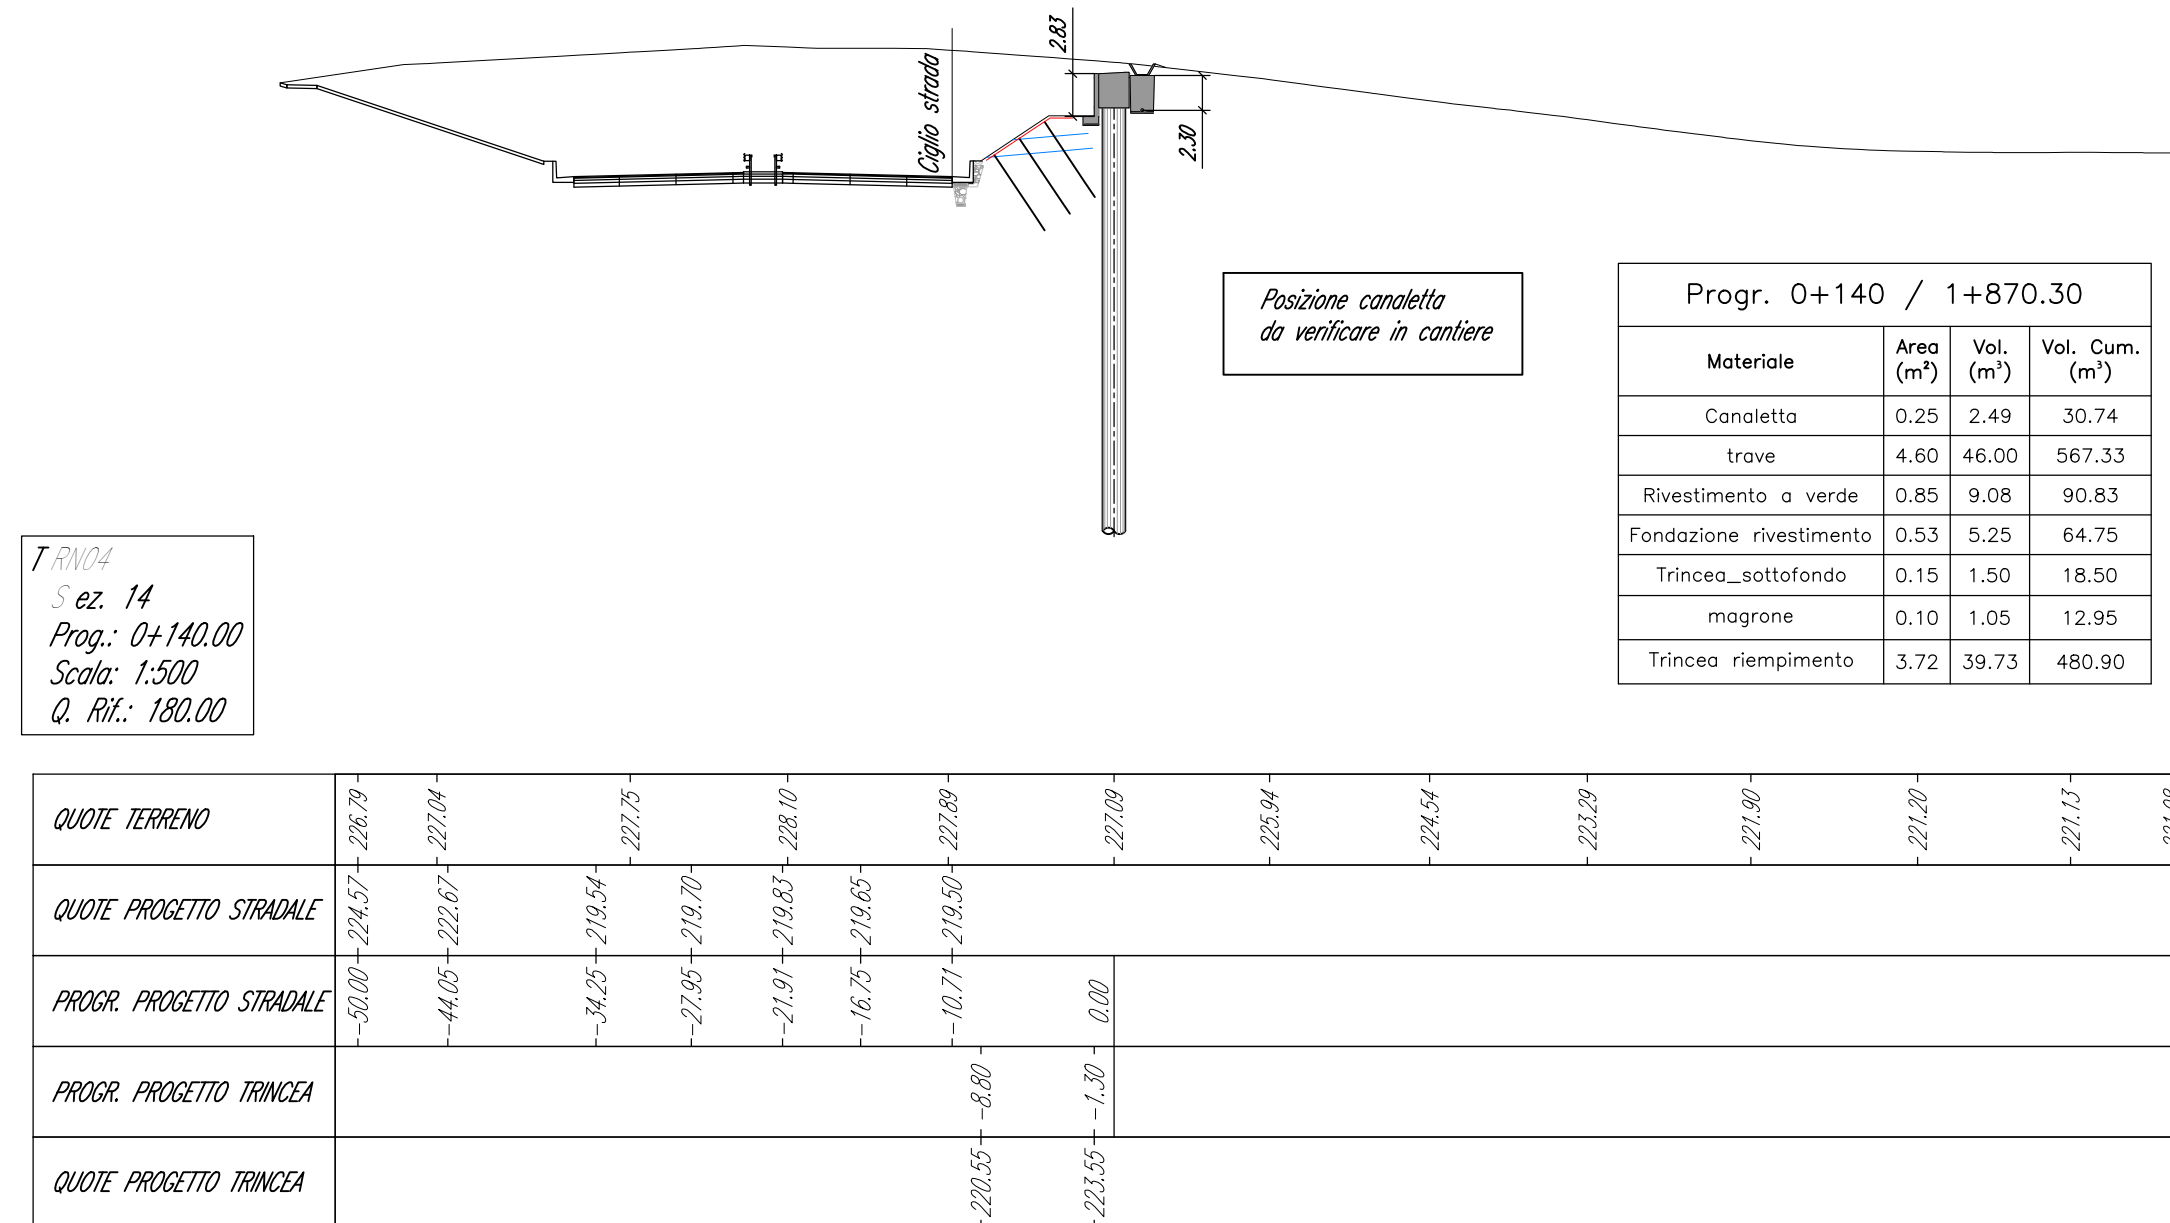 2.83
Ciglio strada
2.30
Posizione canaletta
da verificare in cantiere
Progr. 0+140 / 1+870.30
Materiale Area (m²) Vol. (m³) Vol. Cum. (m³)
Canaletta 0.25 2.49 30.74
trave 4.60 46.00 567.33
Rivestimento a verde 0.85 9.08 90.83
Fondazione rivestimento 0.53 5.25 64.75
Trincea_sottofondo 0.15 1.50 18.50
magrone 0.10 1.05 12.95
Trincea riempimento 3.72 39.73 480.90
TRN04
Sez. 14
Prog.: 0+140.00
Scala: 1:500
Q. Rif.: 180.00
QUOTE TERRENO 226.79 227.04 227.75 228.10 227.89 227.09 225.94 224.54 223.29 221.90 221.20 221.13
QUOTE PROGETTO STRADALE 224.57 222.67 219.54 219.70 219.83 219.65 219.50
PROGR. PROGETTO STRADALE -50.00 -44.05 -34.25 -27.95 -21.91 -16.75 -10.71 0.00
PROGR. PROGETTO TRINCEA -8.80 -1.30
QUOTE PROGETTO TRINCEA 220.55 223.55